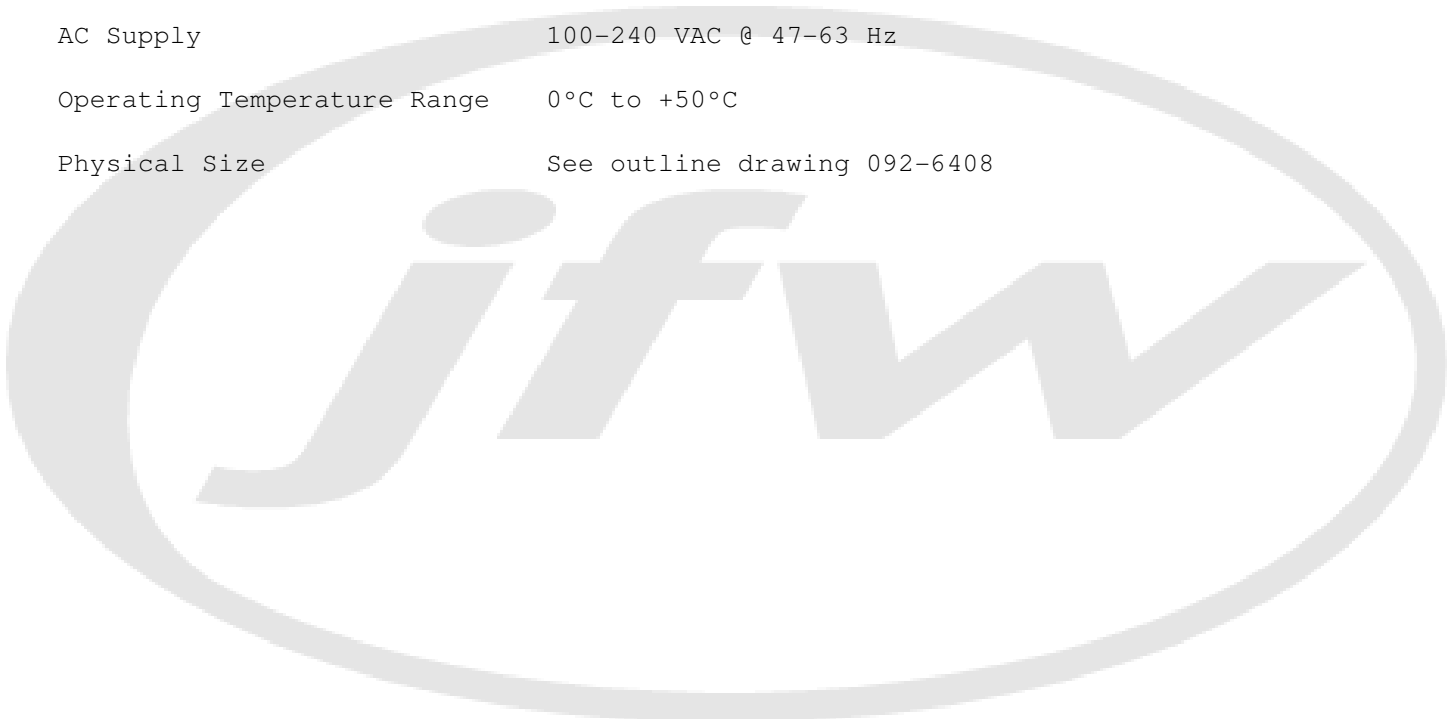 AC Supply 100-240 VAC @ 47-63 Hz
Operating Temperature Range 0°C to +50°C
Physical Size See outline drawing 092-6408
jfw